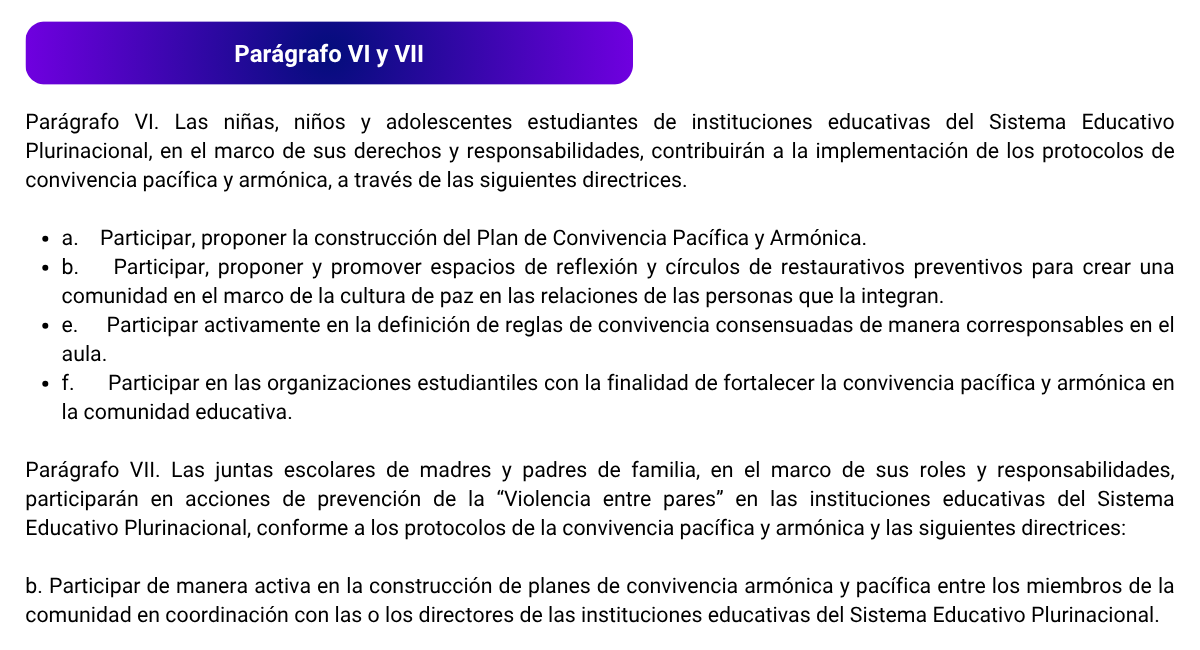 Parágrafo VI y VII
Parágrafo VI. Las niñas, niños y adolescentes estudiantes de instituciones educativas del Sistema Educativo
Plurinacional, en el marco de sus derechos y responsabilidades, contribuirán a la implementación de los protocolos de
convivencia pacífica y armónica, a través de las siguientes directrices.
• a. Participar, proponer la construcción del Plan de Convivencia Pacífica y Armónica.
• b. Participar, proponer y promover espacios de reflexión y círculos de restaurativos preventivos para crear una
comunidad en el marco de la cultura de paz en las relaciones de las personas que la integran.
• e. Participar activamente en la definición de reglas de convivencia consensuadas de manera corresponsables en el
aula.
• f. Participar en las organizaciones estudiantiles con la finalidad de fortalecer la convivencia pacífica y armónica en
la comunidad educativa.
Parágrafo VII. Las juntas escolares de madres y padres de familia, en el marco de sus roles y responsabilidades,
participarán en acciones de prevención de la “Violencia entre pares” en las instituciones educativas del Sistema
Educativo Plurinacional, conforme a los protocolos de la convivencia pacífica y armónica y las siguientes directrices:
b. Participar de manera activa en la construcción de planes de convivencia armónica y pacífica entre los miembros de la
comunidad en coordinación con las o los directores de las instituciones educativas del Sistema Educativo Plurinacional.